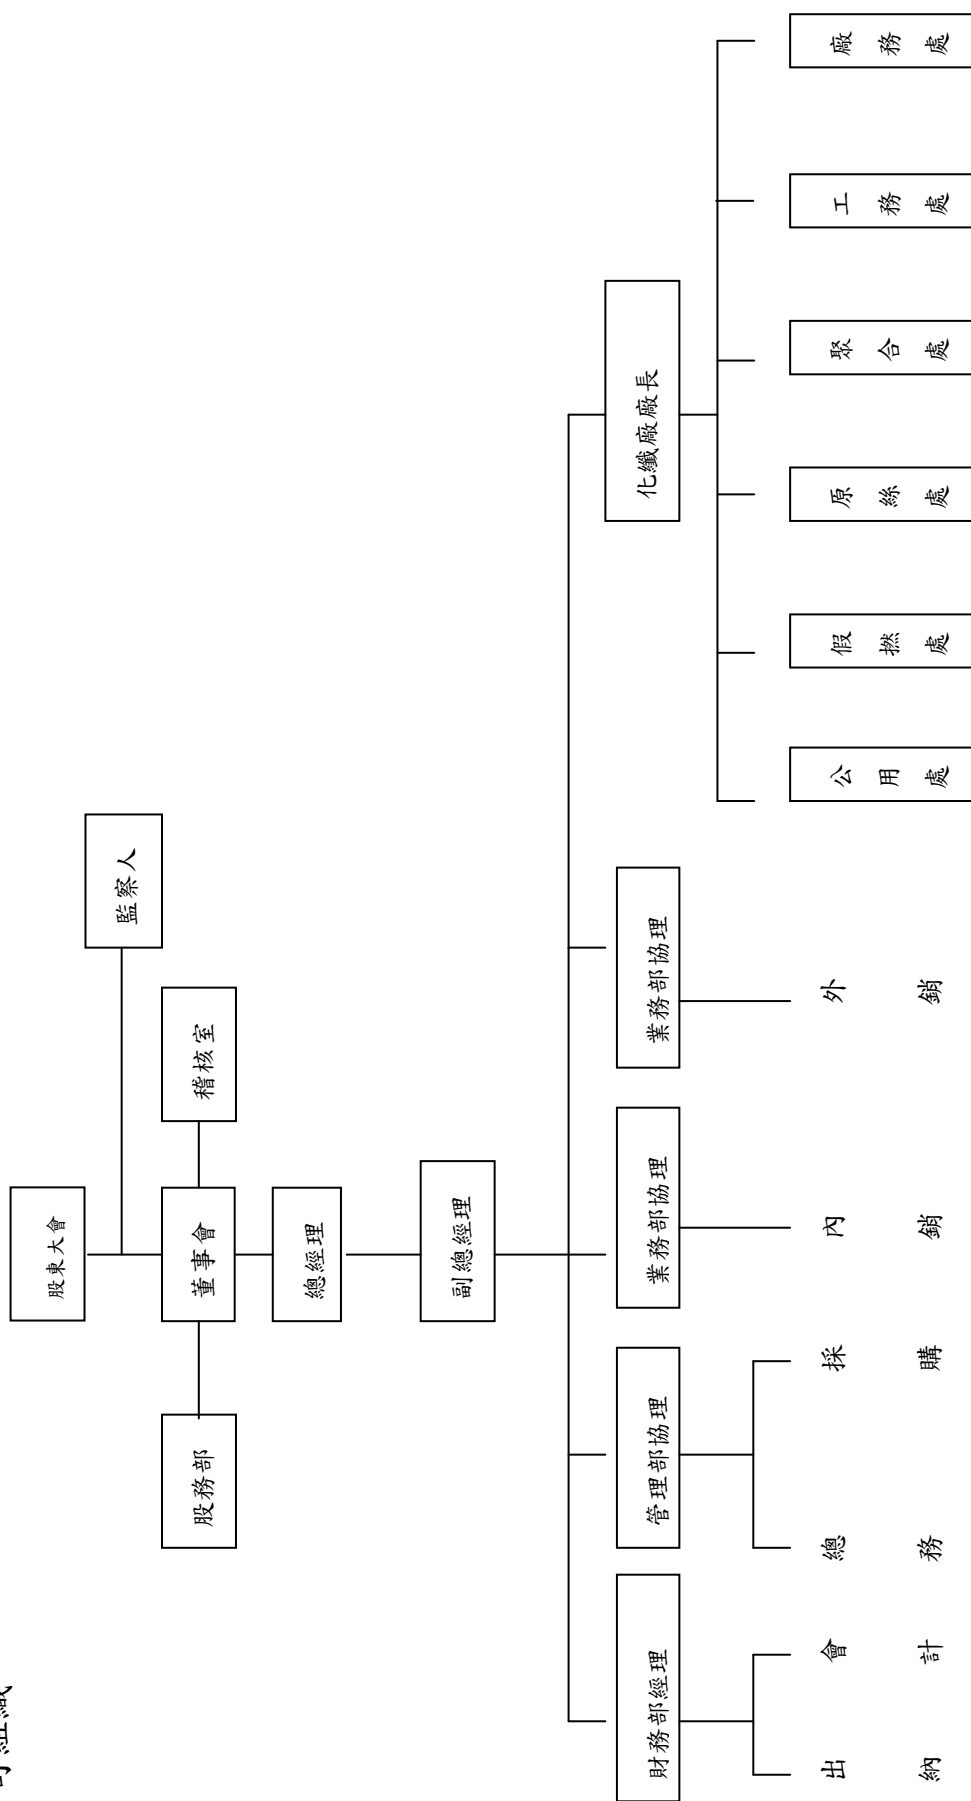 組織
股東大會
監察人
股務部
董事會
稽核室
總經理
副總經理
財務部經理
管理部協理
業務部協理
業務部協理
化纖廠廠長
出納
會計
總務
採購
內銷
外銷
公用處
假撚處
原絲處
聚合處
工務處
廠務處